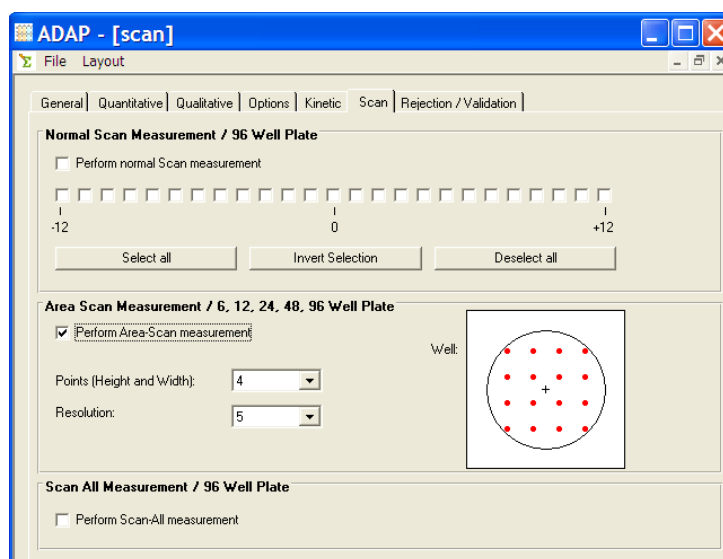 ADAP - [scan]
File Layout
General Quantitative Qualitative Options Kinetic Scan Rejection / Validation
Normal Scan Measurement / 96 Well Plate
Perform normal Scan measurement
-12 0 +12
Select all Invert Selection Deselect all
Area Scan Measurement / 6, 12, 24, 48, 96 Well Plate
Perform Area-Scan measurement
Well:
Points (Height and Width): 4
Resolution: 5
Scan All Measurement / 96 Well Plate
Perform Scan-All measurement